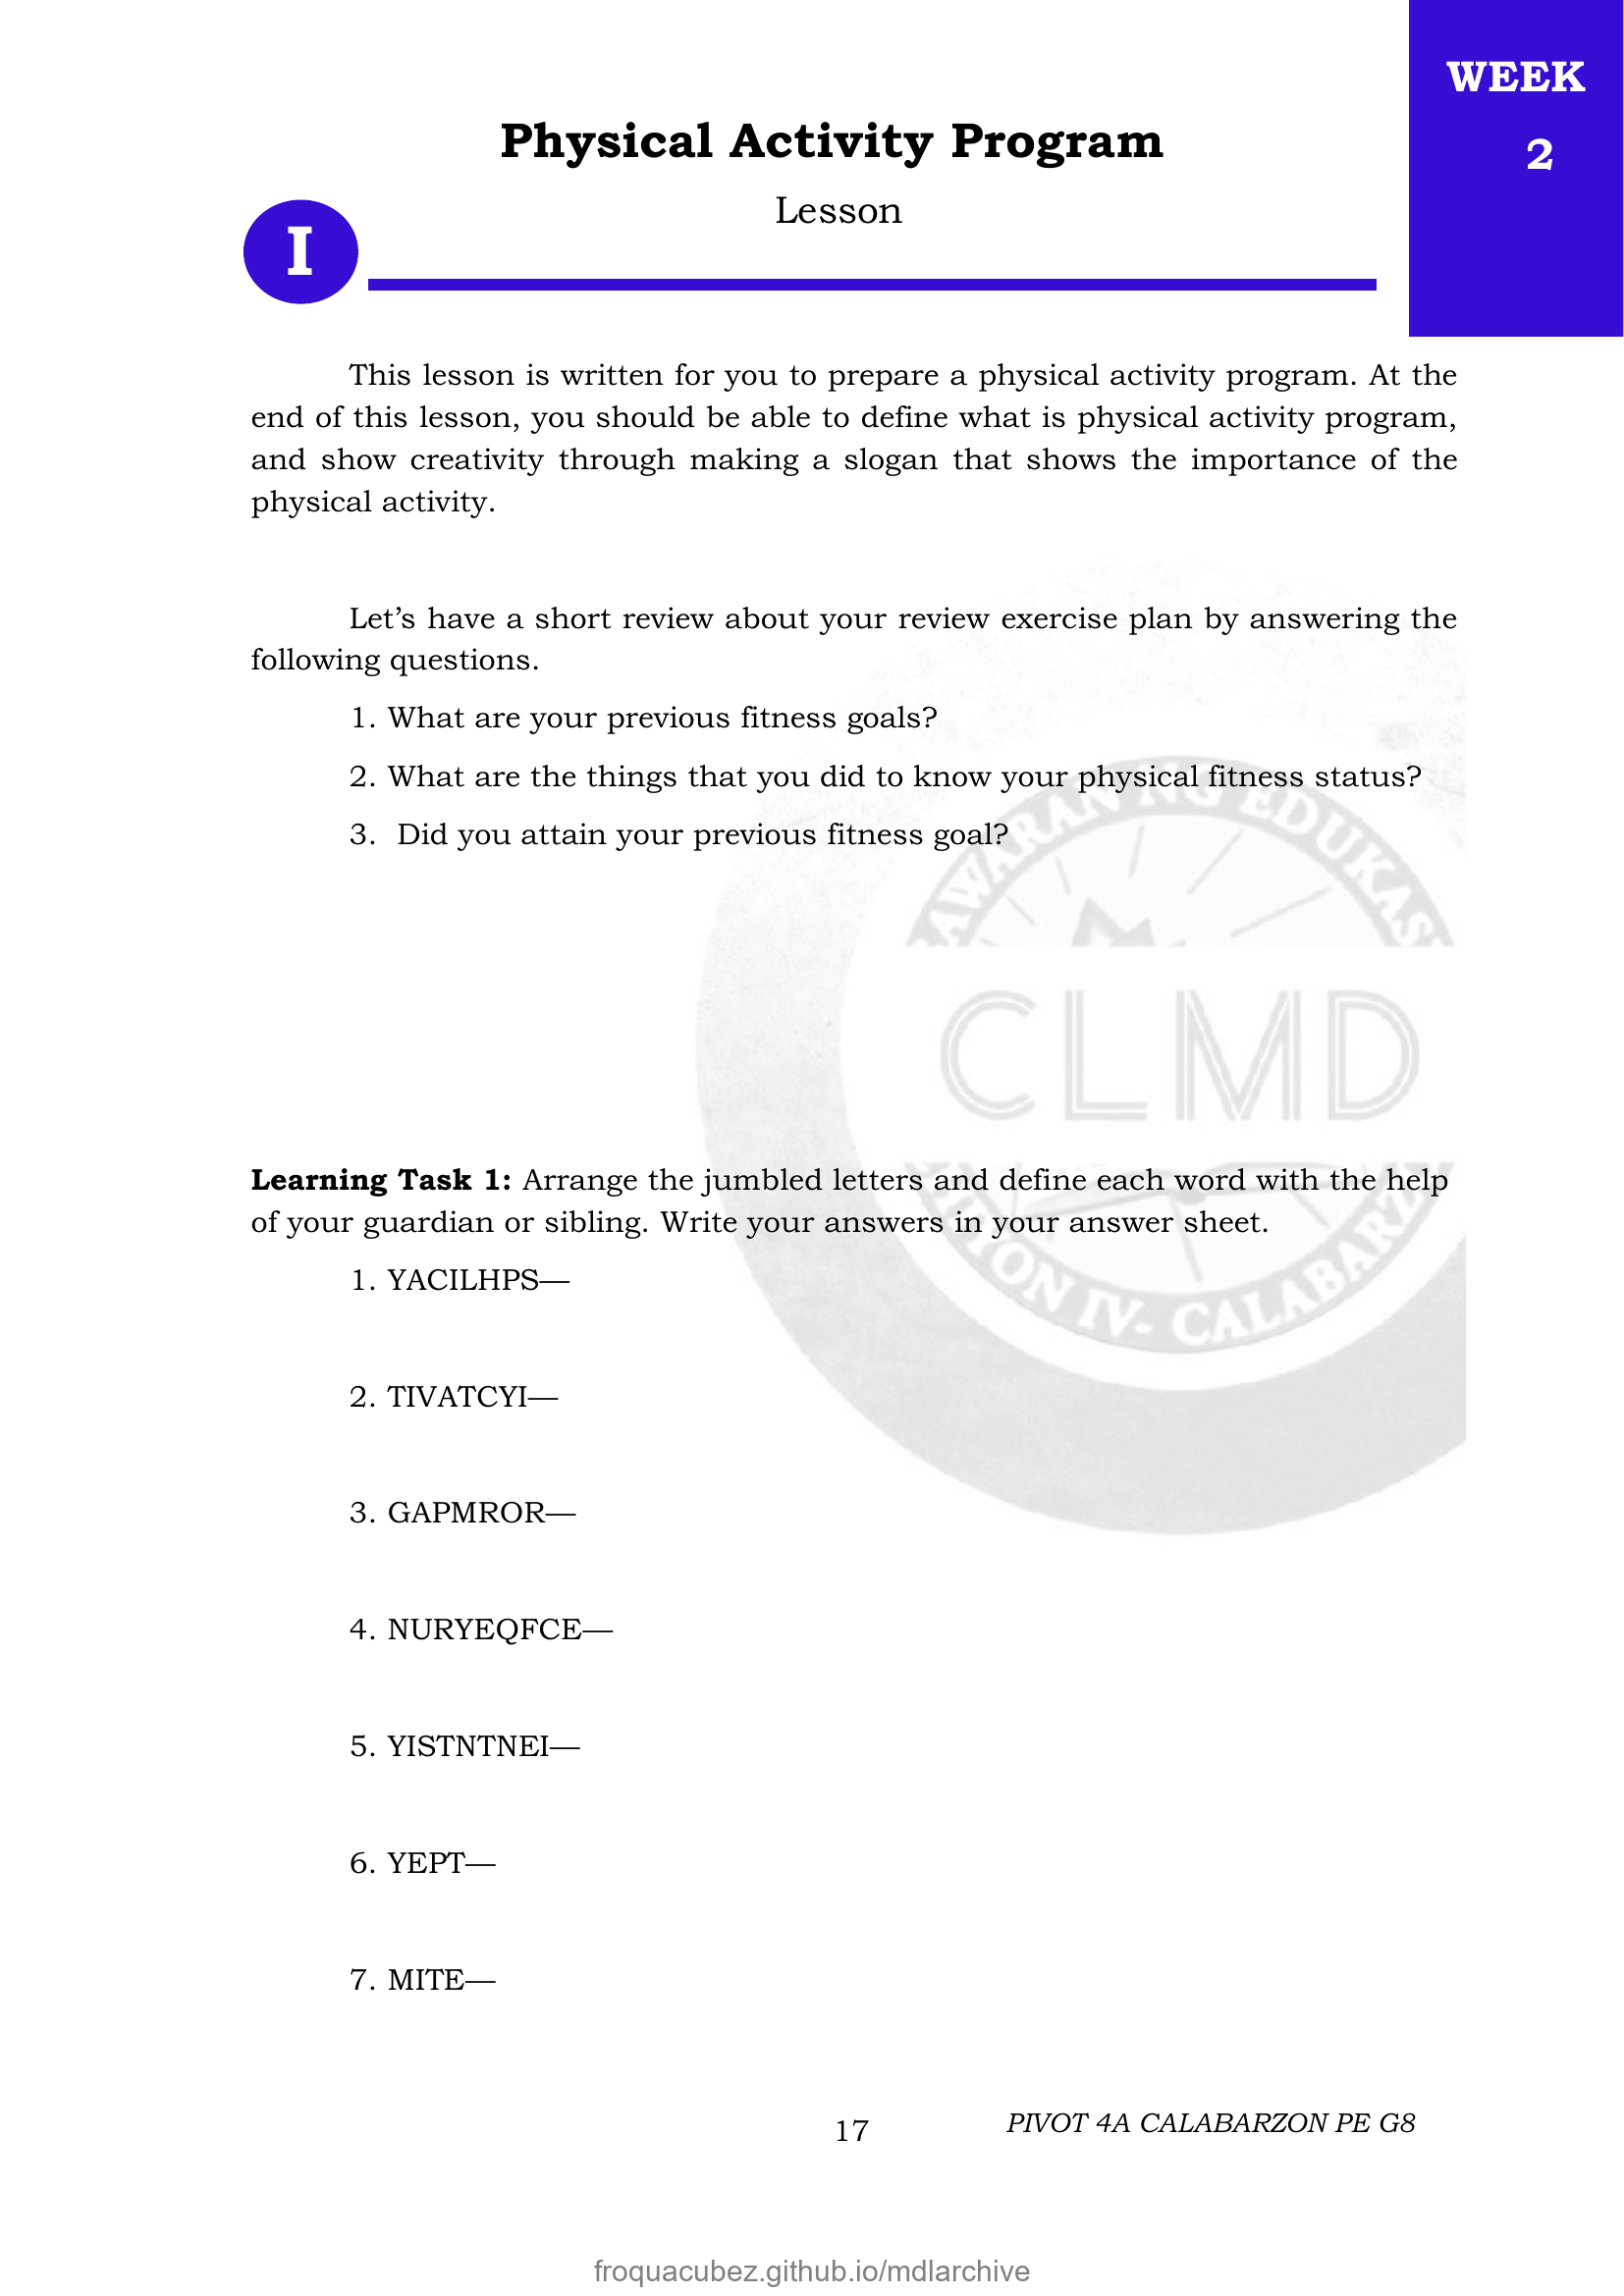 WEEK
2
Physical Activity Program
Lesson
I
This lesson is written for you to prepare a physical activity program. At the
end of this lesson, you should be able to define what is physical activity program,
and show creativity through making a slogan that shows the importance of the
physical activity.
Let’s have a short review about your review exercise plan by answering the
following questions.
1. What are your previous fitness goals?
2. What are the things that you did to know your physical fitness status?
3. Did you attain your previous fitness goal?
AWARAN NG EDUKAS
CLMD
Learning Task 1: Arrange the jumbled letters and define each word with the help
of your guardian or sibling. Write your answers in your answer sheet.
ON IV- CALABARZ
1. YACILHPS—
2. TIVATCYI—
3. GAPMROR—
4. NURYEQFCE—
5. YISTNTNEI—
6. YEPT—
7. MITE—
17
PIVOT 4A CALABARZON PE G8
froquacubez.github.io/mdlarchive